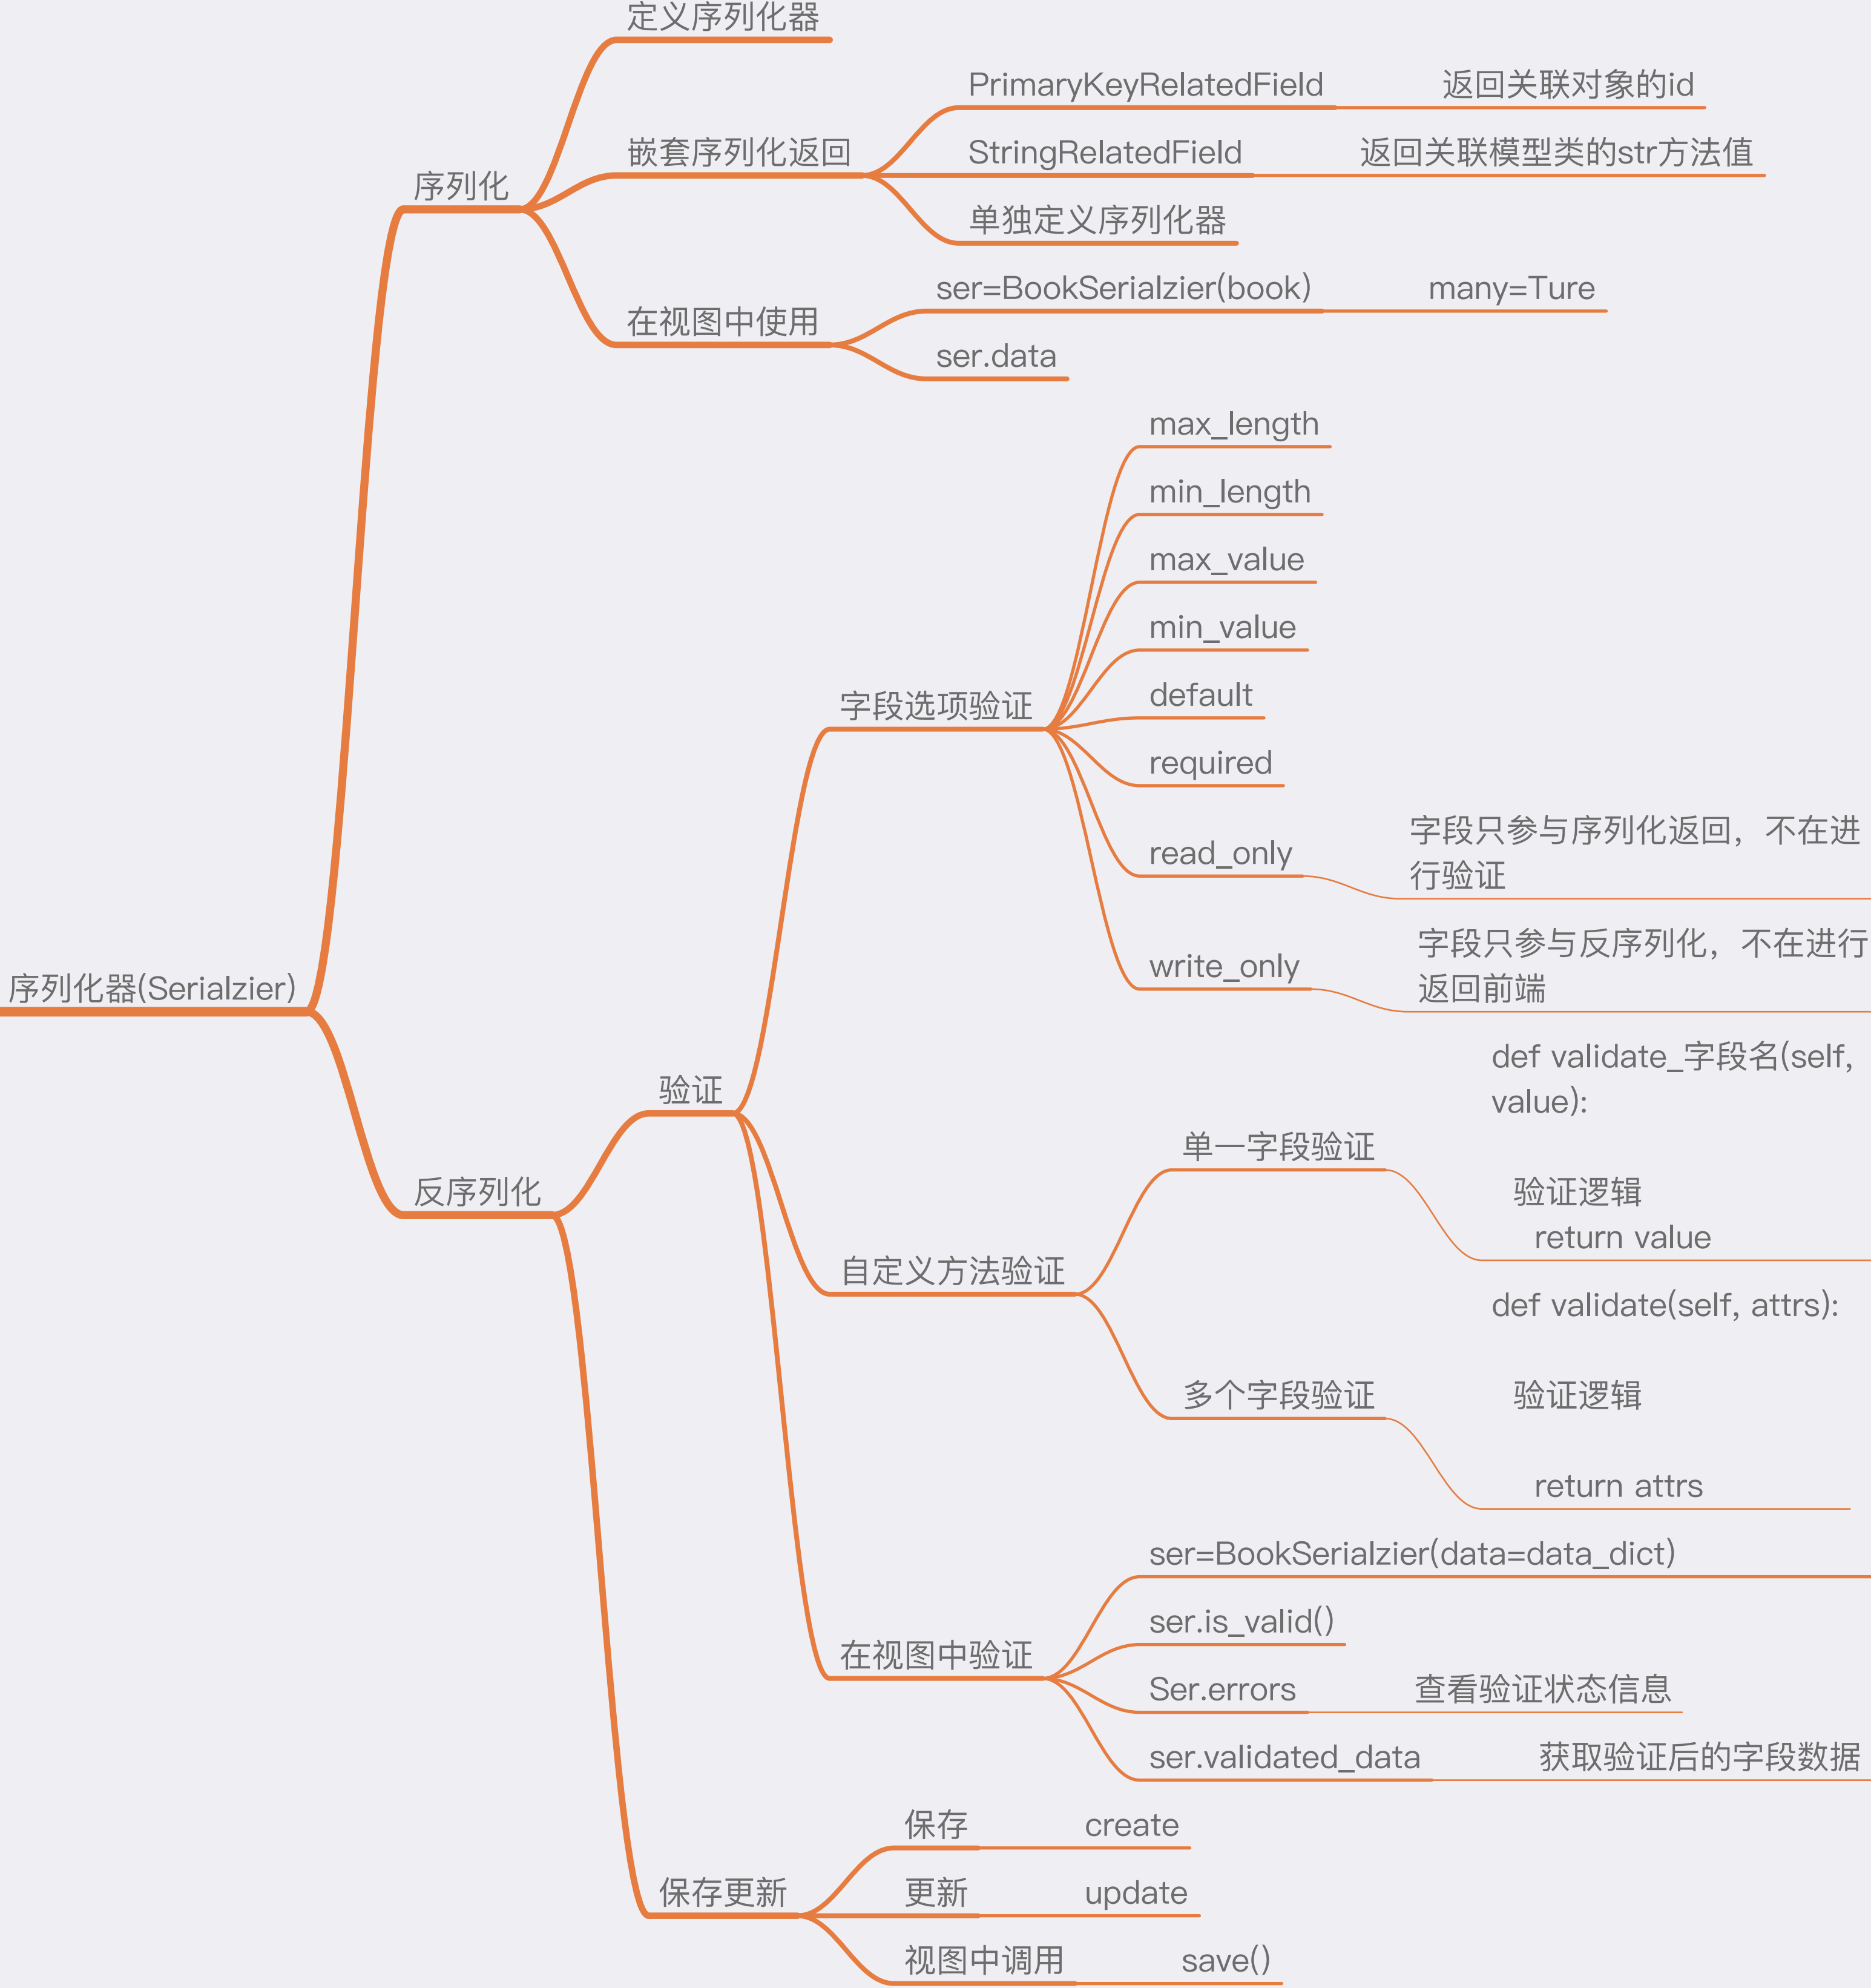 定义序列化器
PrimaryKeyRelatedField
返回关联对象的id
嵌套序列化返回
StringRelatedField
返回关联模型类的str方法值
序列化
单独定义序列化器
ser=BookSerialzier(book)
many=Ture
在视图中使用
ser.data
max_length
min_length
max_value
min_value
字段选项验证
default
required
read_only
字段只参与序列化返回，不在进
行验证
write_only
字段只参与反序列化，不在进行
返回前端
序列化器(Serialzier)
验证
def validate_字段名(self,
value):
单一字段验证
验证逻辑
return value
反序列化
自定义方法验证
def validate(self, attrs):
多个字段验证
验证逻辑
return attrs
ser=BookSerialzier(data=data_dict)
ser.is_valid()
在视图中验证
Ser.errors
查看验证状态信息
ser.validated_data
获取验证后的字段数据
保存
create
保存更新
更新
update
视图中调用
save()